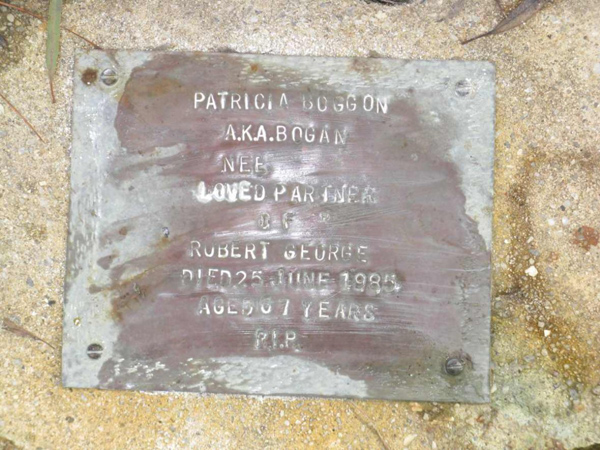 PATRICIA BOGGON
A.K.A. BOGAN
NEE
LOVED PARTNER
OF
ROBERT GEORGE
DIED 25 JUNE 1985
AGED 67 YEARS
R.I.P.